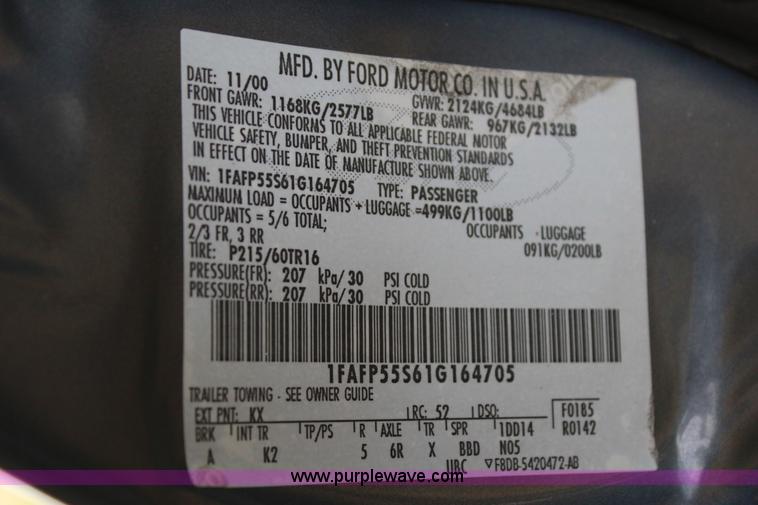 MFD. BY FORD MOTOR CO. IN U.S.A.
DATE: 11/00 GVWR: 2124KG/4684LB
FRONT GAWR: 1168KG/2577LB REAR GAWR: 967KG/2132LB
THIS VEHICLE CONFORMS TO ALL APPLICABLE FEDERAL MOTOR
VEHICLE SAFETY, BUMPER, AND THEFT PREVENTION STANDARDS
IN EFFECT ON THE DATE OF MANUFACTURE SHOWN ABOVE.
VIN: 1FAFP55S61G164705 TYPE: PASSENGER
MAXIMUM LOAD = OCCUPANTS + LUGGAGE =499KG/1100LB
OCCUPANTS = 5/6 TOTAL; OCCUPANTS - LUGGAGE
2/3 FR, 3 RR 091KG/0200LB
TIRE: P215/60TR16
PRESSURE(FR): 207 kPa/30 PSI COLD
PRESSURE(RR): 207 kPa/30 PSI COLD
1FAFP55S61G164705
TRAILER TOWING - SEE OWNER GUIDE
EXT PNT: KX RC: 52 DSO: F0185
BRK INT TR TP/PS R AXLE TR SPR 1DD14 R0142
A K2 5 6R X BBD N05
UBC ▽F8DB-5420472-AB
www.purplewave.com